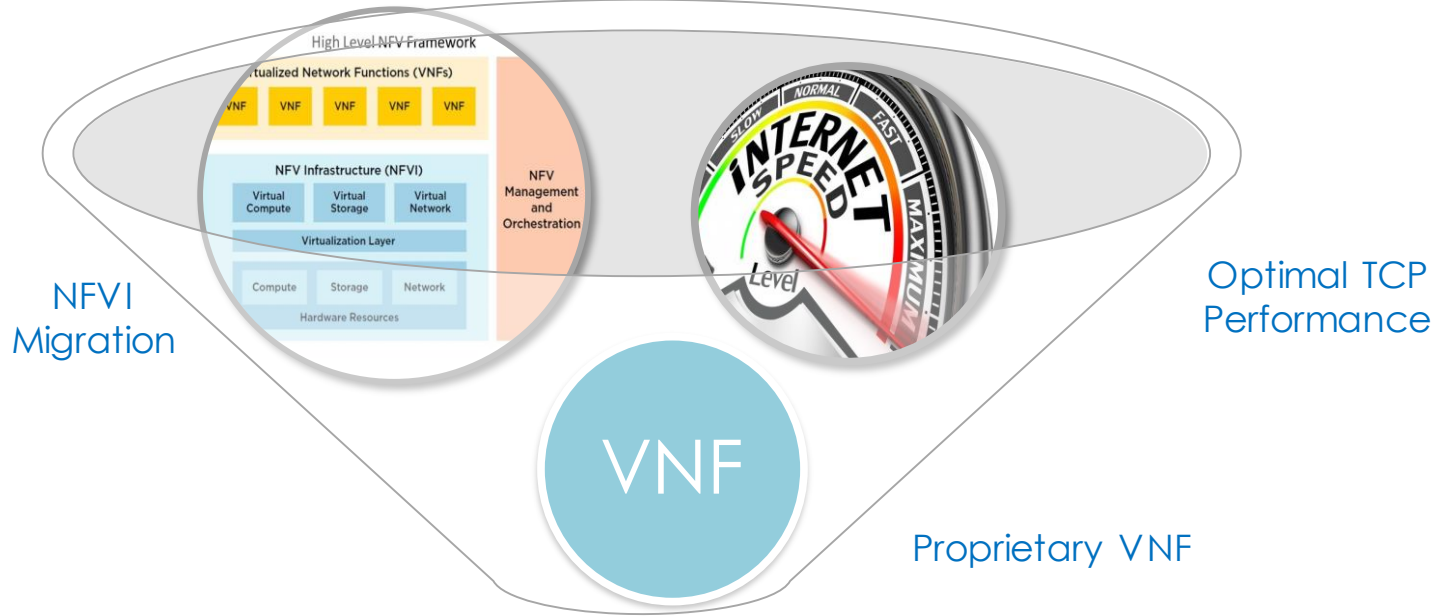 High Level NFV Framework
tualized Network Functions (VNFs)
VNF VNF VNF VNF VNF
NFV Infrastructure (NFVI)
Virtual Compute
Virtual Storage
Virtual Network
Virtualization Layer
Compute Storage Network
Hardware Resources
NFV
Management
and
Orchestration
SLOW
NORMAL
FAST
MAXIMUM
iNTERNET
SPEED
Level
NFVI
Migration
Optimal TCP
Performance
VNF
Proprietary VNF